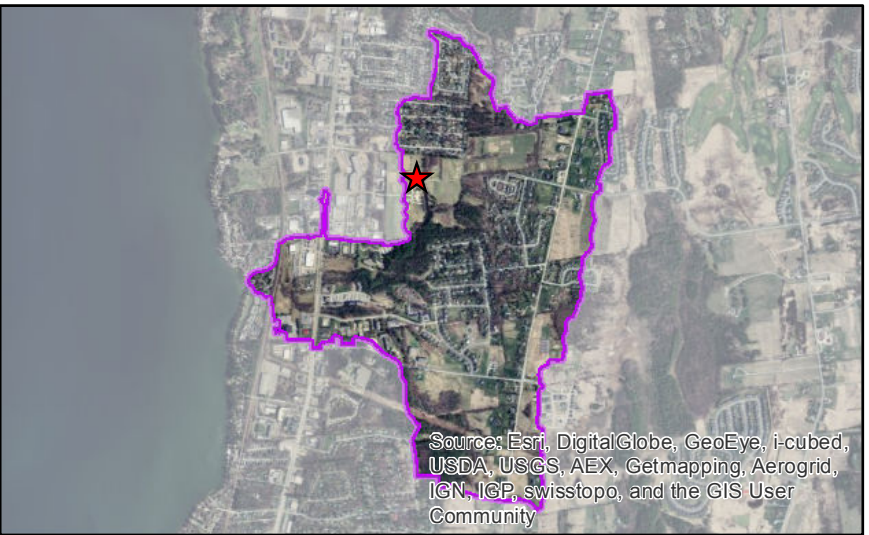 Source: Esri, DigitalGlobe, GeoEye, i-cubed,
USDA, USGS, AEX, Getmapping, Aerogrid,
IGN, IGP, swisstopo, and the GIS User
Community